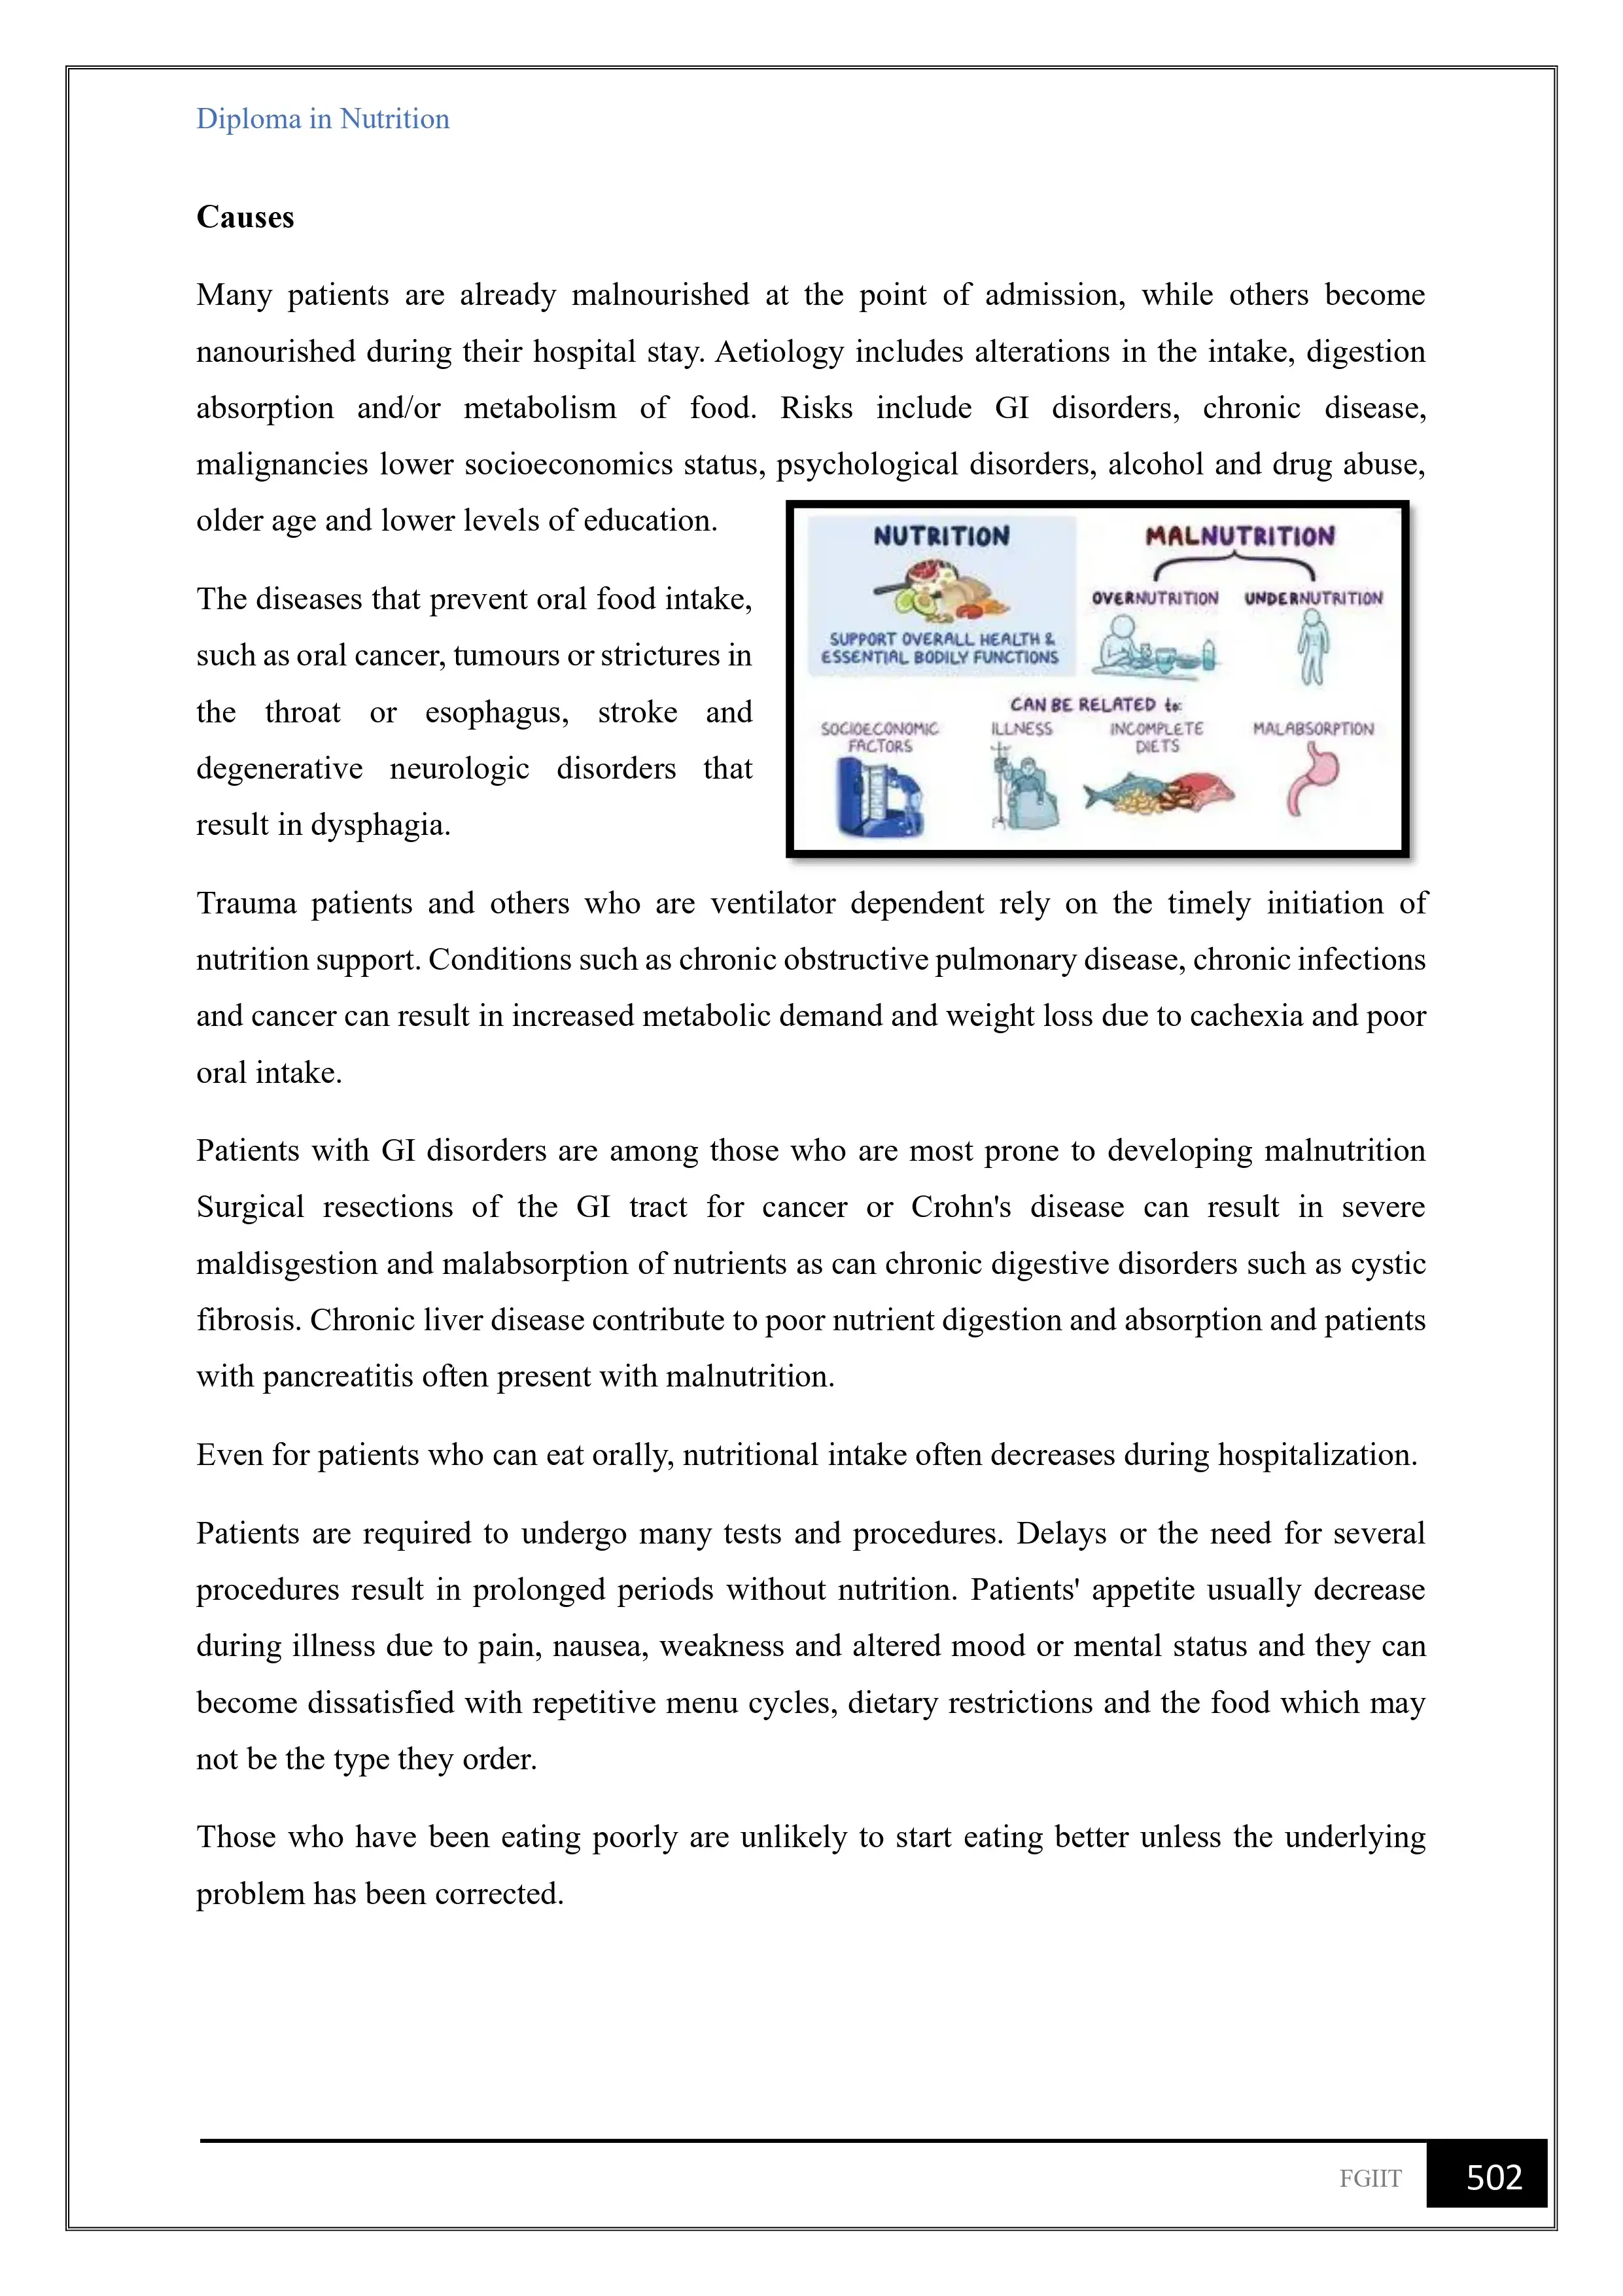 Diploma in Nutrition
Causes
Many patients are already malnourished at the point of admission, while others become
nanourished during their hospital stay. Aetiology includes alterations in the intake, digestion
absorption and/or metabolism of food. Risks include GI disorders, chronic disease,
malignancies lower socioeconomics status, psychological disorders, alcohol and drug abuse,
older age and lower levels of education.
The diseases that prevent oral food intake,
such as oral cancer, tumours or strictures in
the throat or esophagus, stroke and
degenerative neurologic disorders that
result in dysphagia.
NUTRITION
SUPPORT OVERALL HEALTH &
ESSENTIAL BODILY FUNCTIONS
MALNUTRITION
OVERNUTRITION UNDERNUTRITION
CAN BE RELATED to:
SOCIOECONOMIC
FACTORS
ILLNESS
INCOMPLETE
DIETS
MALABSORPTION
Trauma patients and others who are ventilator dependent rely on the timely initiation of
nutrition support. Conditions such as chronic obstructive pulmonary disease, chronic infections
and cancer can result in increased metabolic demand and weight loss due to cachexia and poor
oral intake.
Patients with GI disorders are among those who are most prone to developing malnutrition
Surgical resections of the GI tract for cancer or Crohn's disease can result in severe
maldisgestion and malabsorption of nutrients as can chronic digestive disorders such as cystic
fibrosis. Chronic liver disease contribute to poor nutrient digestion and absorption and patients
with pancreatitis often present with malnutrition.
Even for patients who can eat orally, nutritional intake often decreases during hospitalization.
Patients are required to undergo many tests and procedures. Delays or the need for several
procedures result in prolonged periods without nutrition. Patients' appetite usually decrease
during illness due to pain, nausea, weakness and altered mood or mental status and they can
become dissatisfied with repetitive menu cycles, dietary restrictions and the food which may
not be the type they order.
Those who have been eating poorly are unlikely to start eating better unless the underlying
problem has been corrected.
FGIIT 502